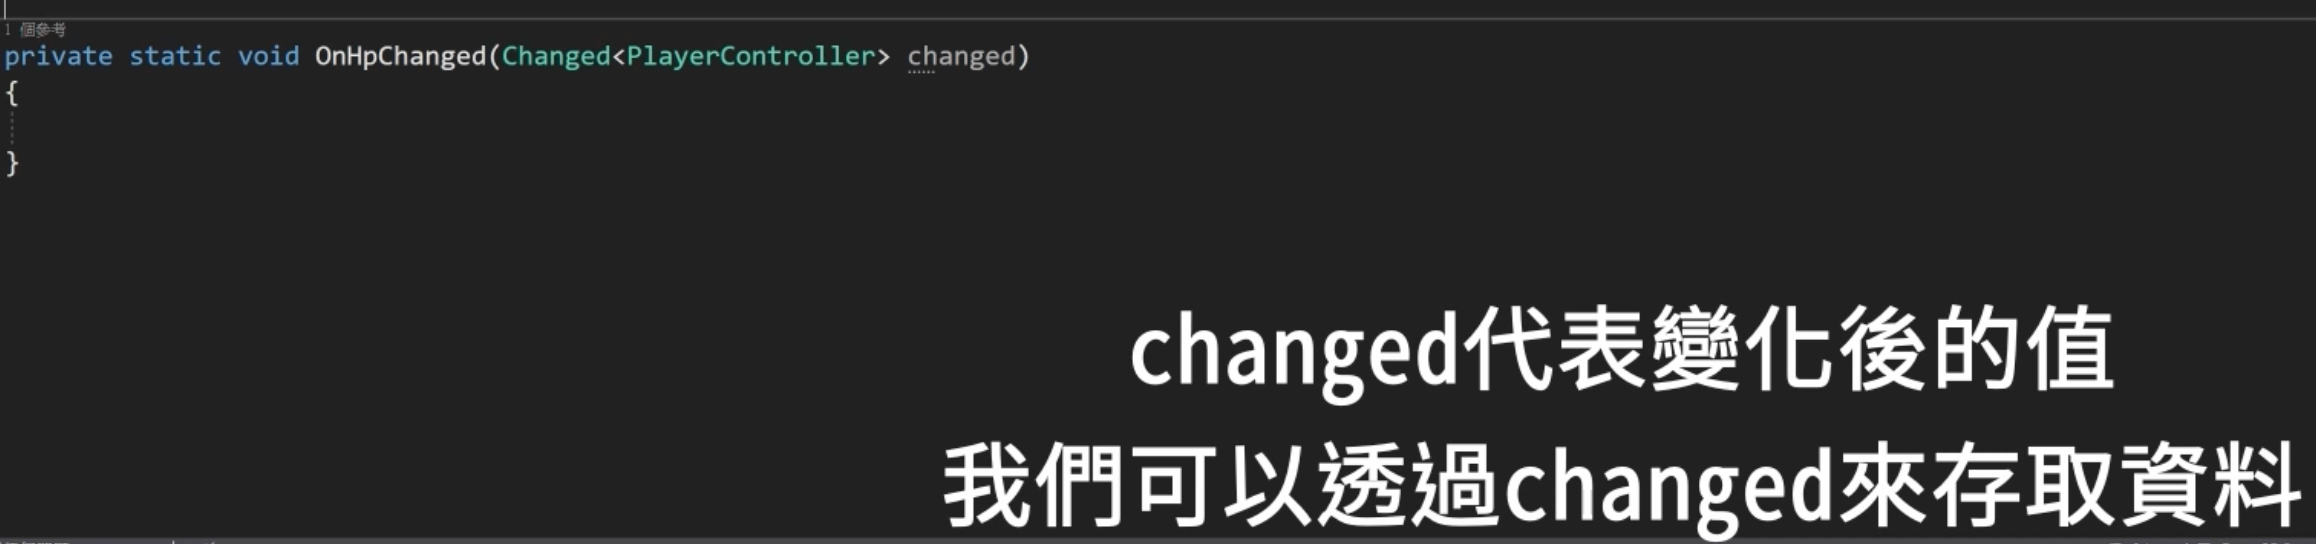 1 個參考
private static void OnHpChanged(Changed<PlayerController> changed)
{
}
changed代表變化後的值
我們可以透過changed來存取資料